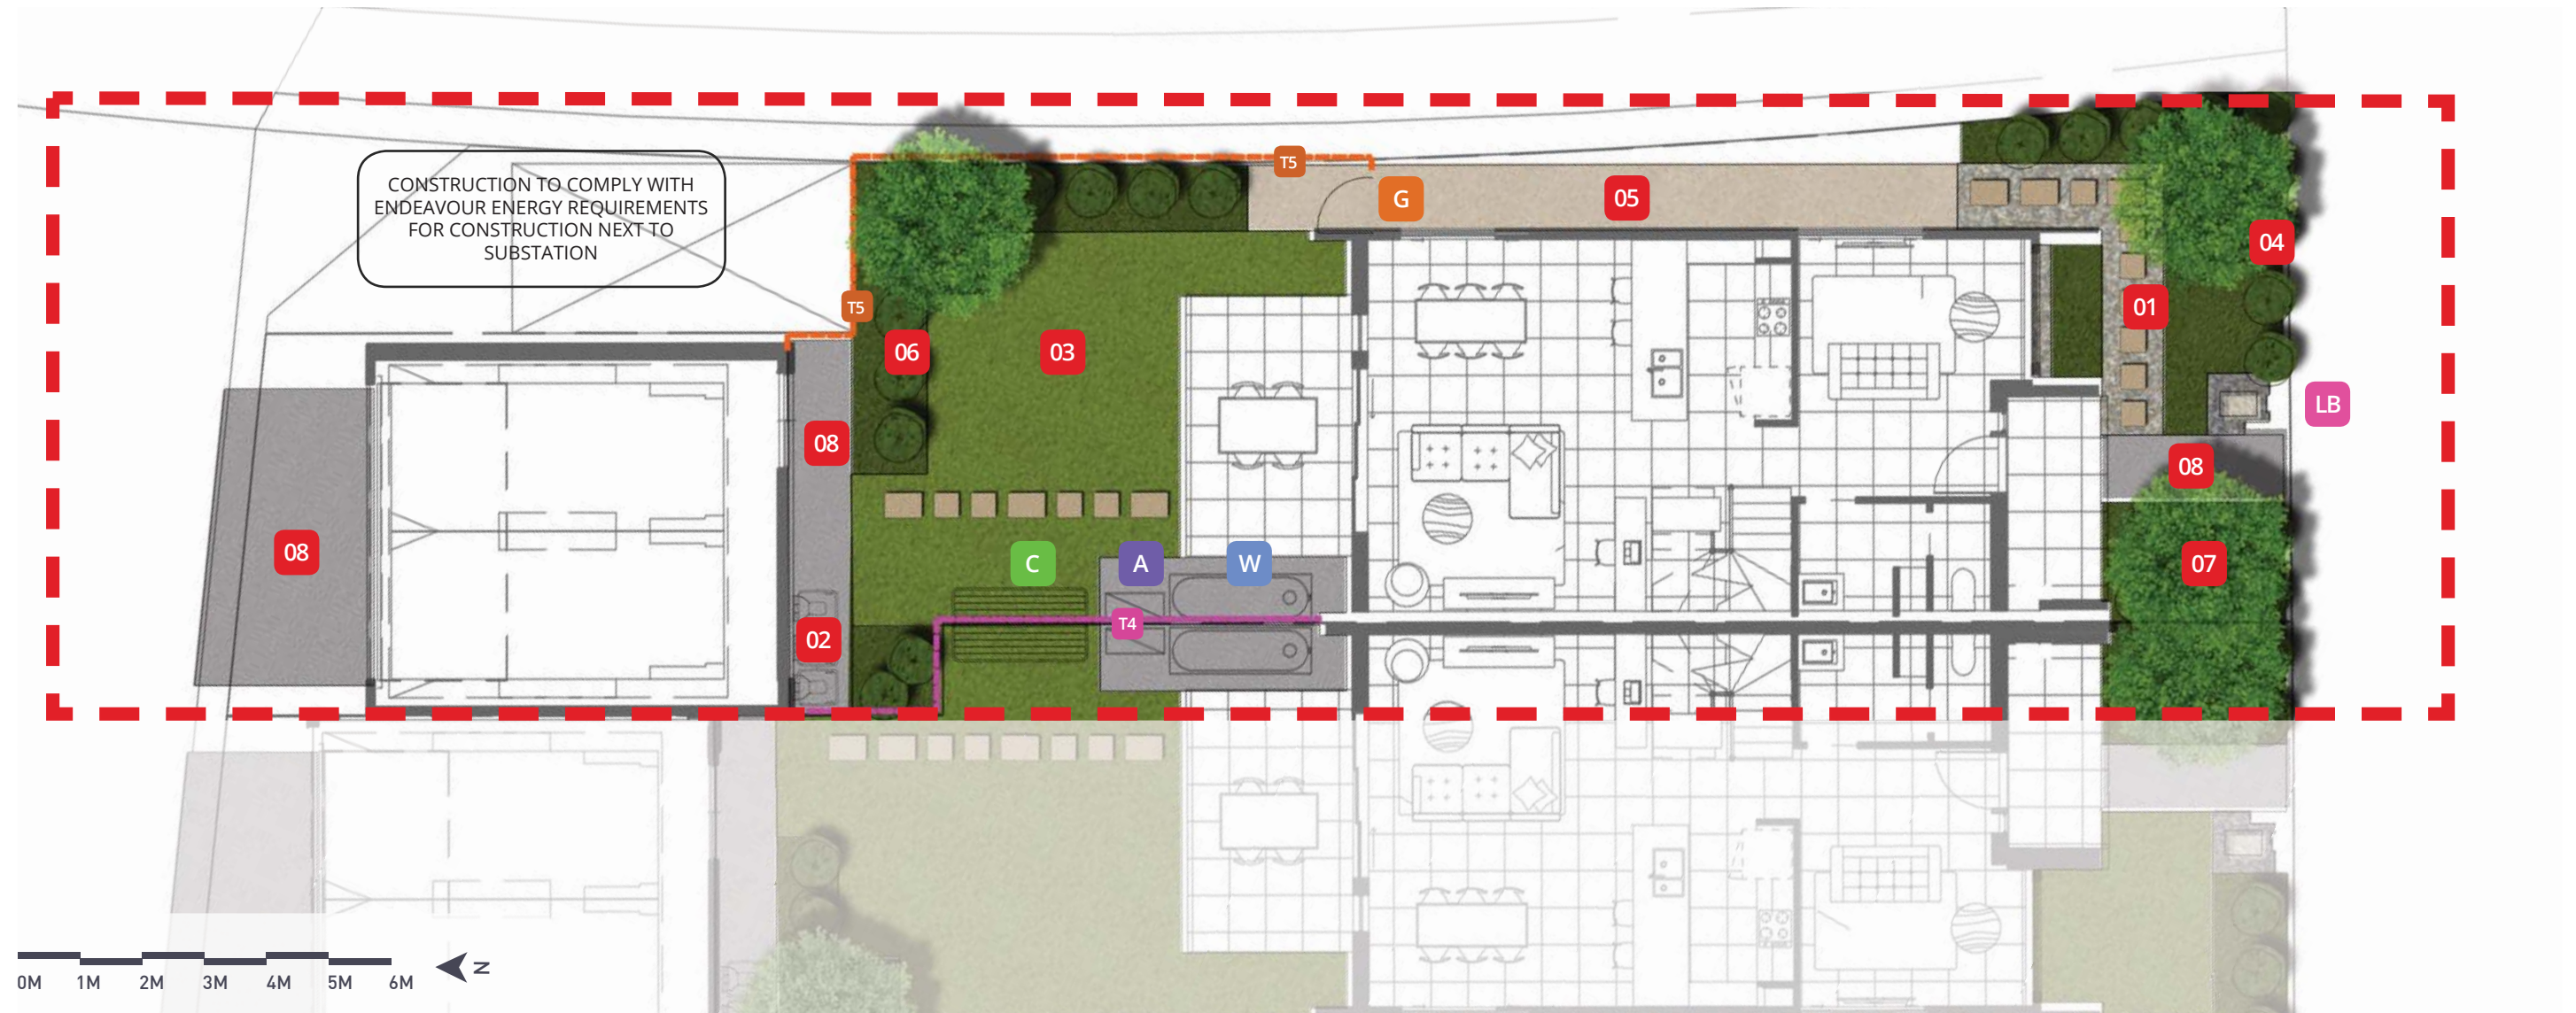 CONSTRUCTION TO COMPLY WITH
ENDEAVOUR ENERGY REQUIREMENTS
FOR CONSTRUCTION NEXT TO
SUBSTATION
T5
G
05
04
T5
01
06
03
LB
08
08
08
C
A
W
07
T4
02
0M 1M 2M 3M 4M 5M 6M
N